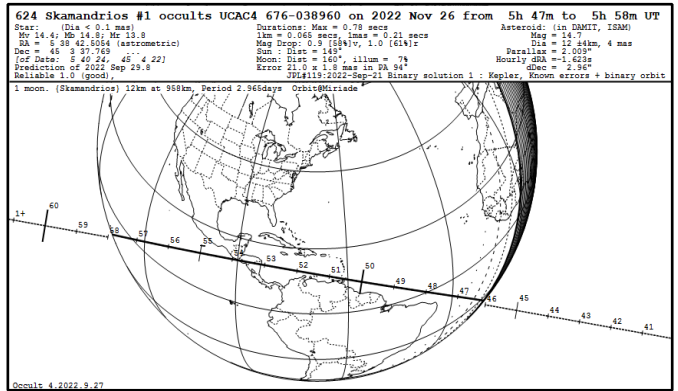 624 Skamandrios #1 occults UCAC4 676-038960 on 2022 Nov 26 from 5h 47m to 5h 58m UT
Star: (Dia < 0.1 mas) Durations: Max = 0.78 secs Asteroid: (in DAMIT, ISAM)
Mv 14.4; Mb 14.8; Mr 13.8 1km = 0.065 secs, 1mas = 0.21 secs Mag = 14.7
RA = 5 38 42.5054 (astrometric) Mag Drop: 0.9 [58%]v, 1.0 [61%]r Dia = 12 ±4km, 4 mas
Dec = 45 3 37.769 ... Sun : Dist = 149° Parallax = 2.009"
[of Date: 5 40 24, 45 4 22] Moon: Dist = 160°, illum = 7% Hourly dRA =-1.623s
Prediction of 2022 Sep 29.8 Error 21.0 x 1.8 mas in PA 94° dDec = 2.96"
Reliable 1.0 (good), JPL#119:2022-Sep-21 Binary solution 1 : Kepler, Known errors + binary orbit
1 moon. {Skamandrios} 12km at 958km, Period 2.965days Orbit@Miriade
1+ 60 59 58 57 56 55 54 53 52 51 50 49 48 47 46 45 44 43 42 41
Occult 4.2022.9.27